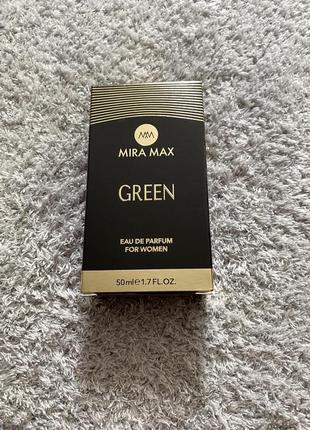 MM
MIRA MAX
GREEN
EAU DE PARFUM
FOR WOMEN
50ml℮1.7 FL.OZ.